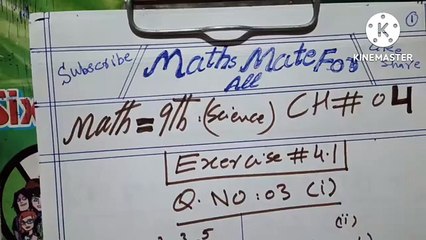 ①
Subscribe
Maths Mate For
All
Like
Share
KINEMASTER
Math = 9th (Science) CH # 04
Exercise # 4.1
Q. NO : 03 (i)
(ii)